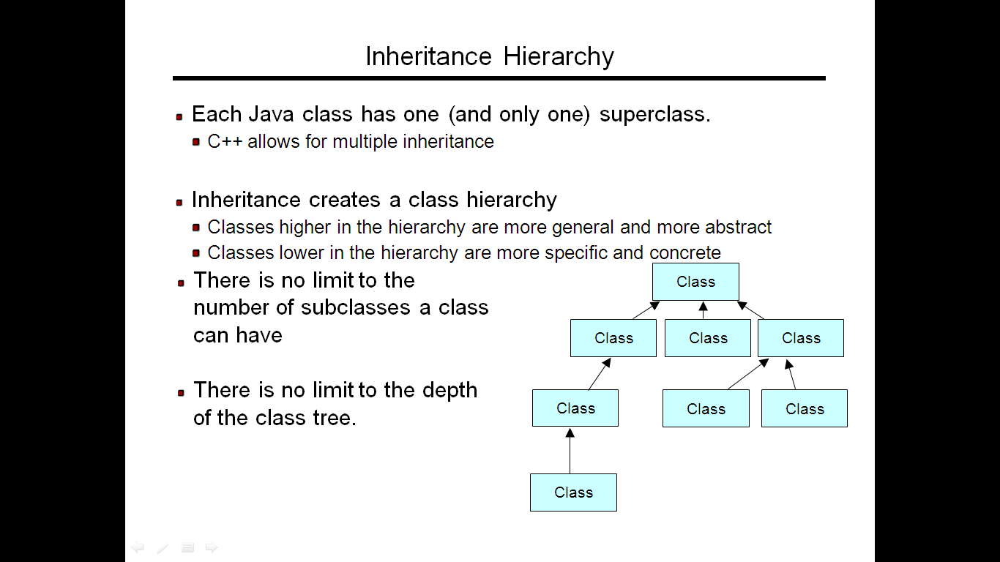 Inheritance Hierarchy
Each Java class has one (and only one) superclass.
C++ allows for multiple inheritance
Inheritance creates a class hierarchy
Classes higher in the hierarchy are more general and more abstract
Classes lower in the hierarchy are more specific and concrete
There is no limit to the
number of subclasses a class
can have
There is no limit to the depth
of the class tree.
Class
Class
Class
Class
Class
Class
Class
Class